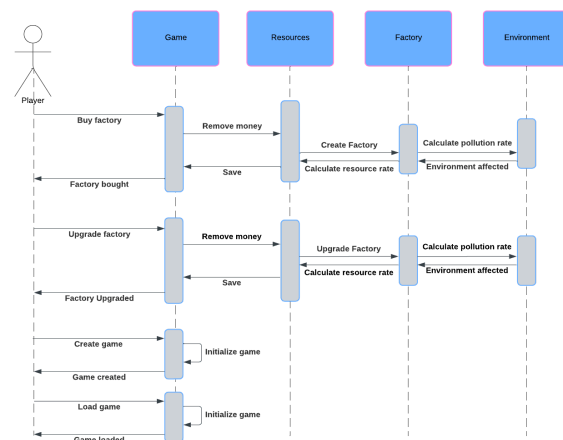 Game
Resources
Factory
Environment
Player
Buy factory
Remove money
Create Factory
Calculate pollution rate
Environment affected
Calculate resource rate
Save
Factory bought
Upgrade factory
Remove money
Upgrade Factory
Calculate pollution rate
Environment affected
Calculate resource rate
Save
Factory Upgraded
Create game
Initialize game
Game created
Load game
Initialize game
Game loaded